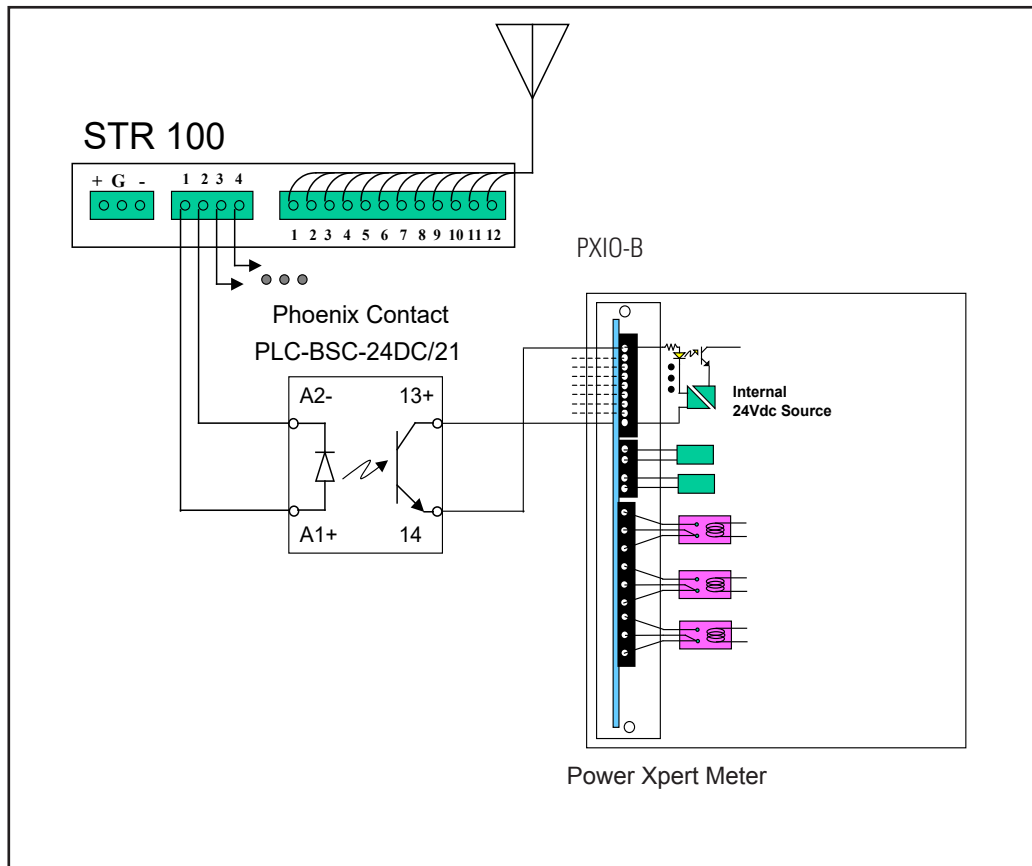 STR 100
+ G -
1 2 3 4
1 2 3 4 5 6 7 8 9 10 11 12
PXIO-B
Phoenix Contact
PLC-BSC-24DC/21
A2- 13+
A1+ 14
Internal
24Vdc Source
Power Xpert Meter